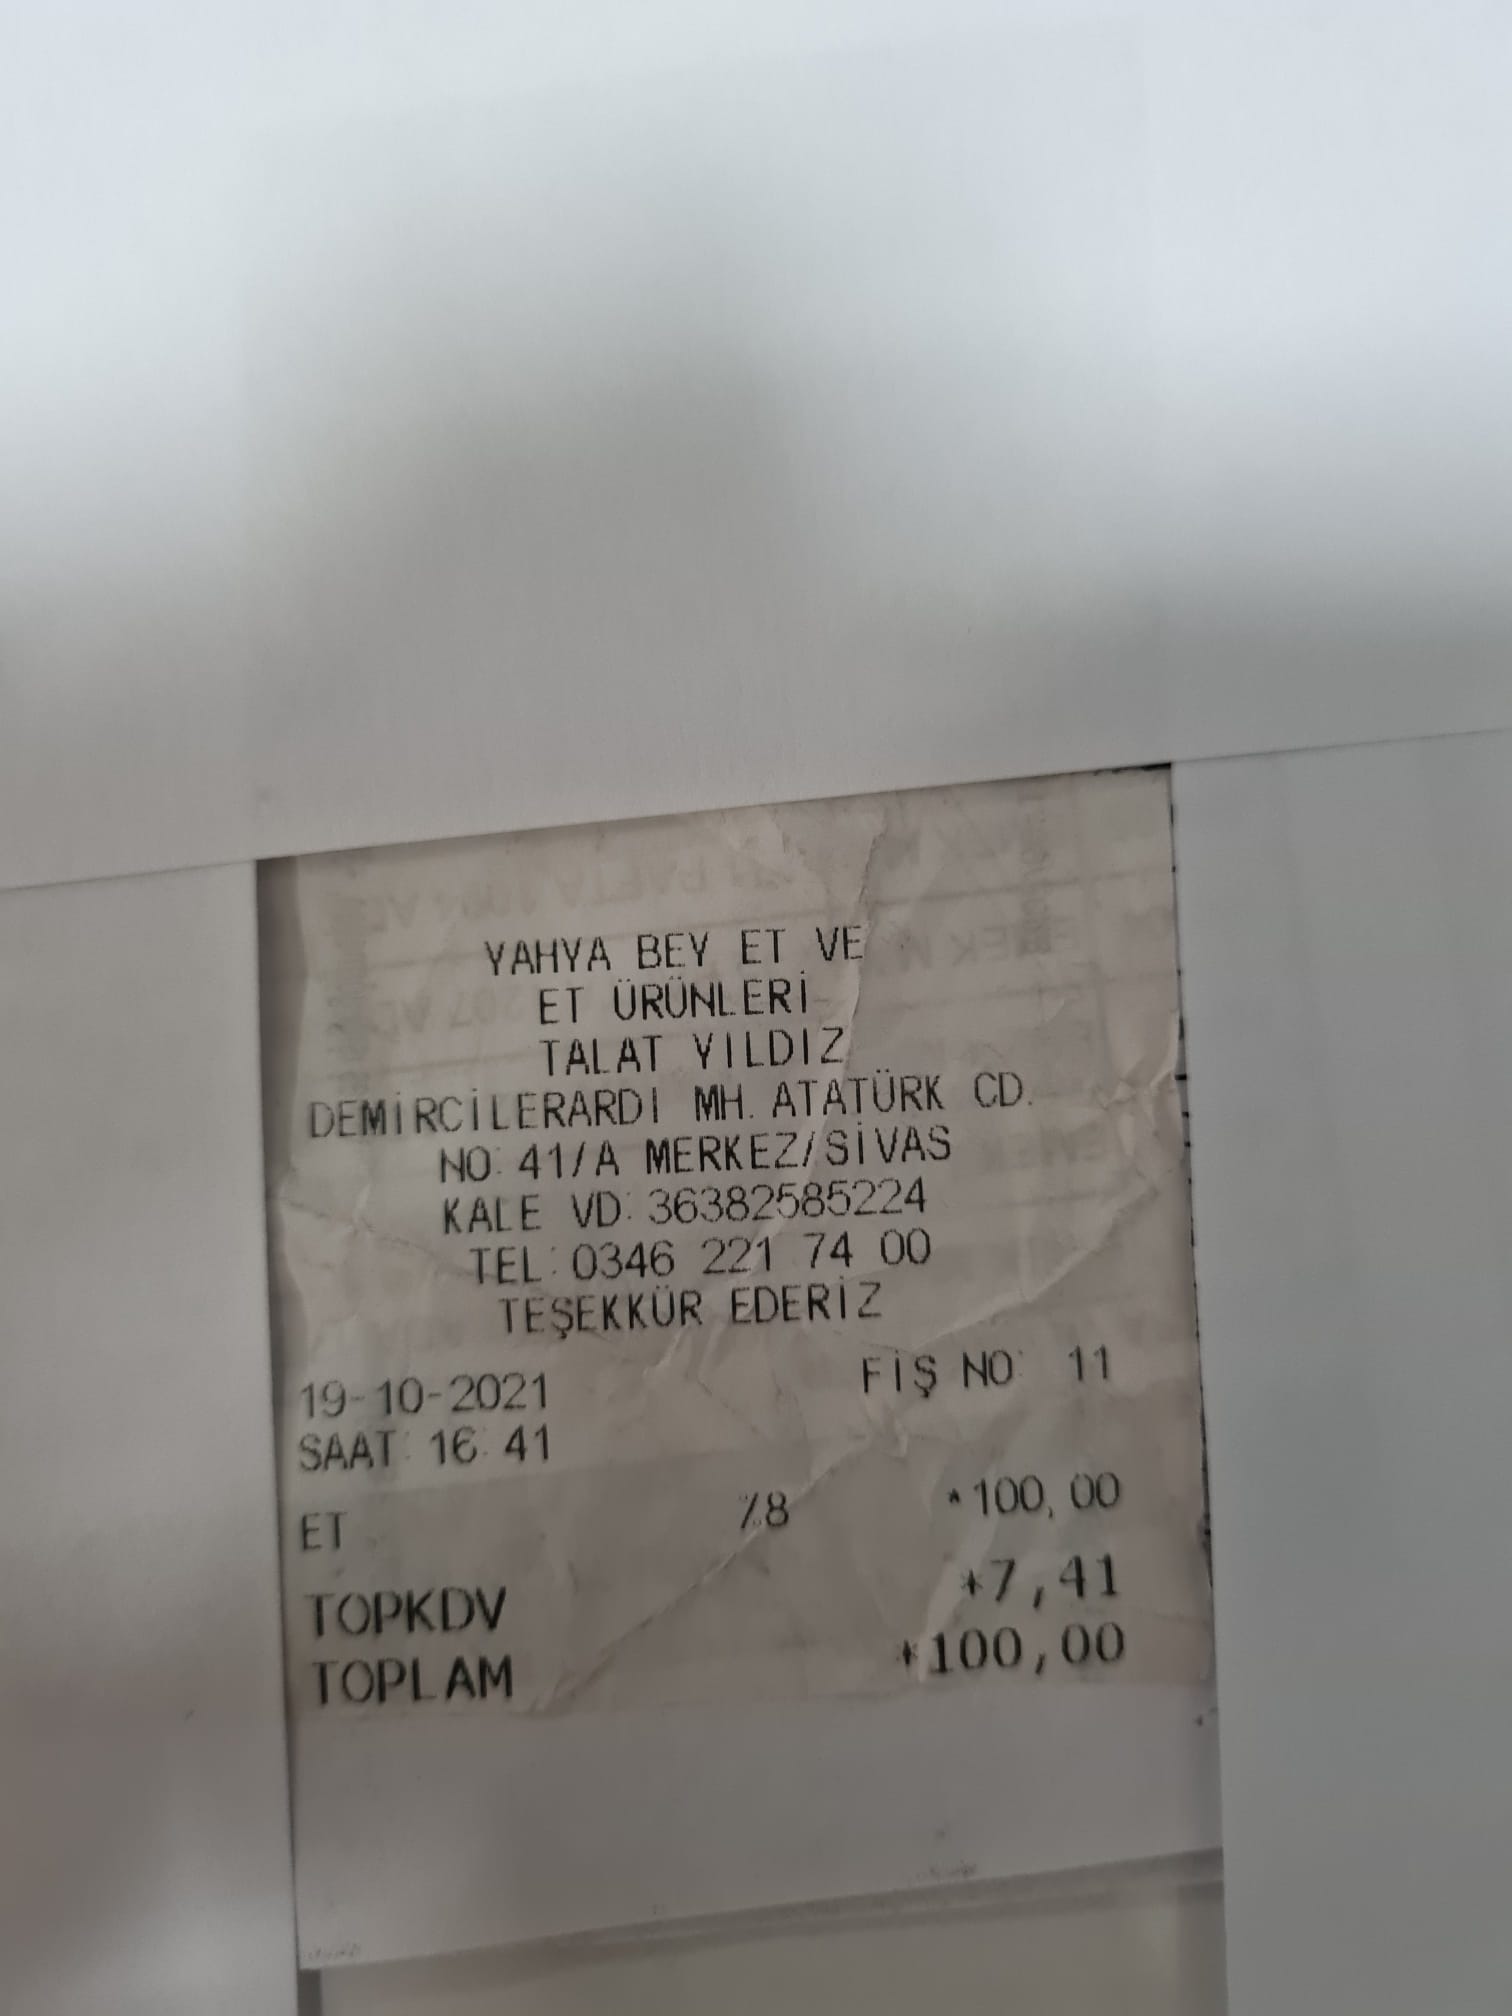 YAHYA BEY ET VE
ET ÜRÜNLERİ
TALAT YILDIZ
DEMİRCİLERARDI MH. ATATÜRK CD.
NO: 41/A MERKEZ/SİVAS
KALE VD: 36382585224
TEL: 0346 221 74 00
TEŞEKKÜR EDERİZ
19-10-2021 FİŞ NO: 11
SAAT: 16:41
ET %8 *100,00
TOPKDV *7,41
TOPLAM *100,00